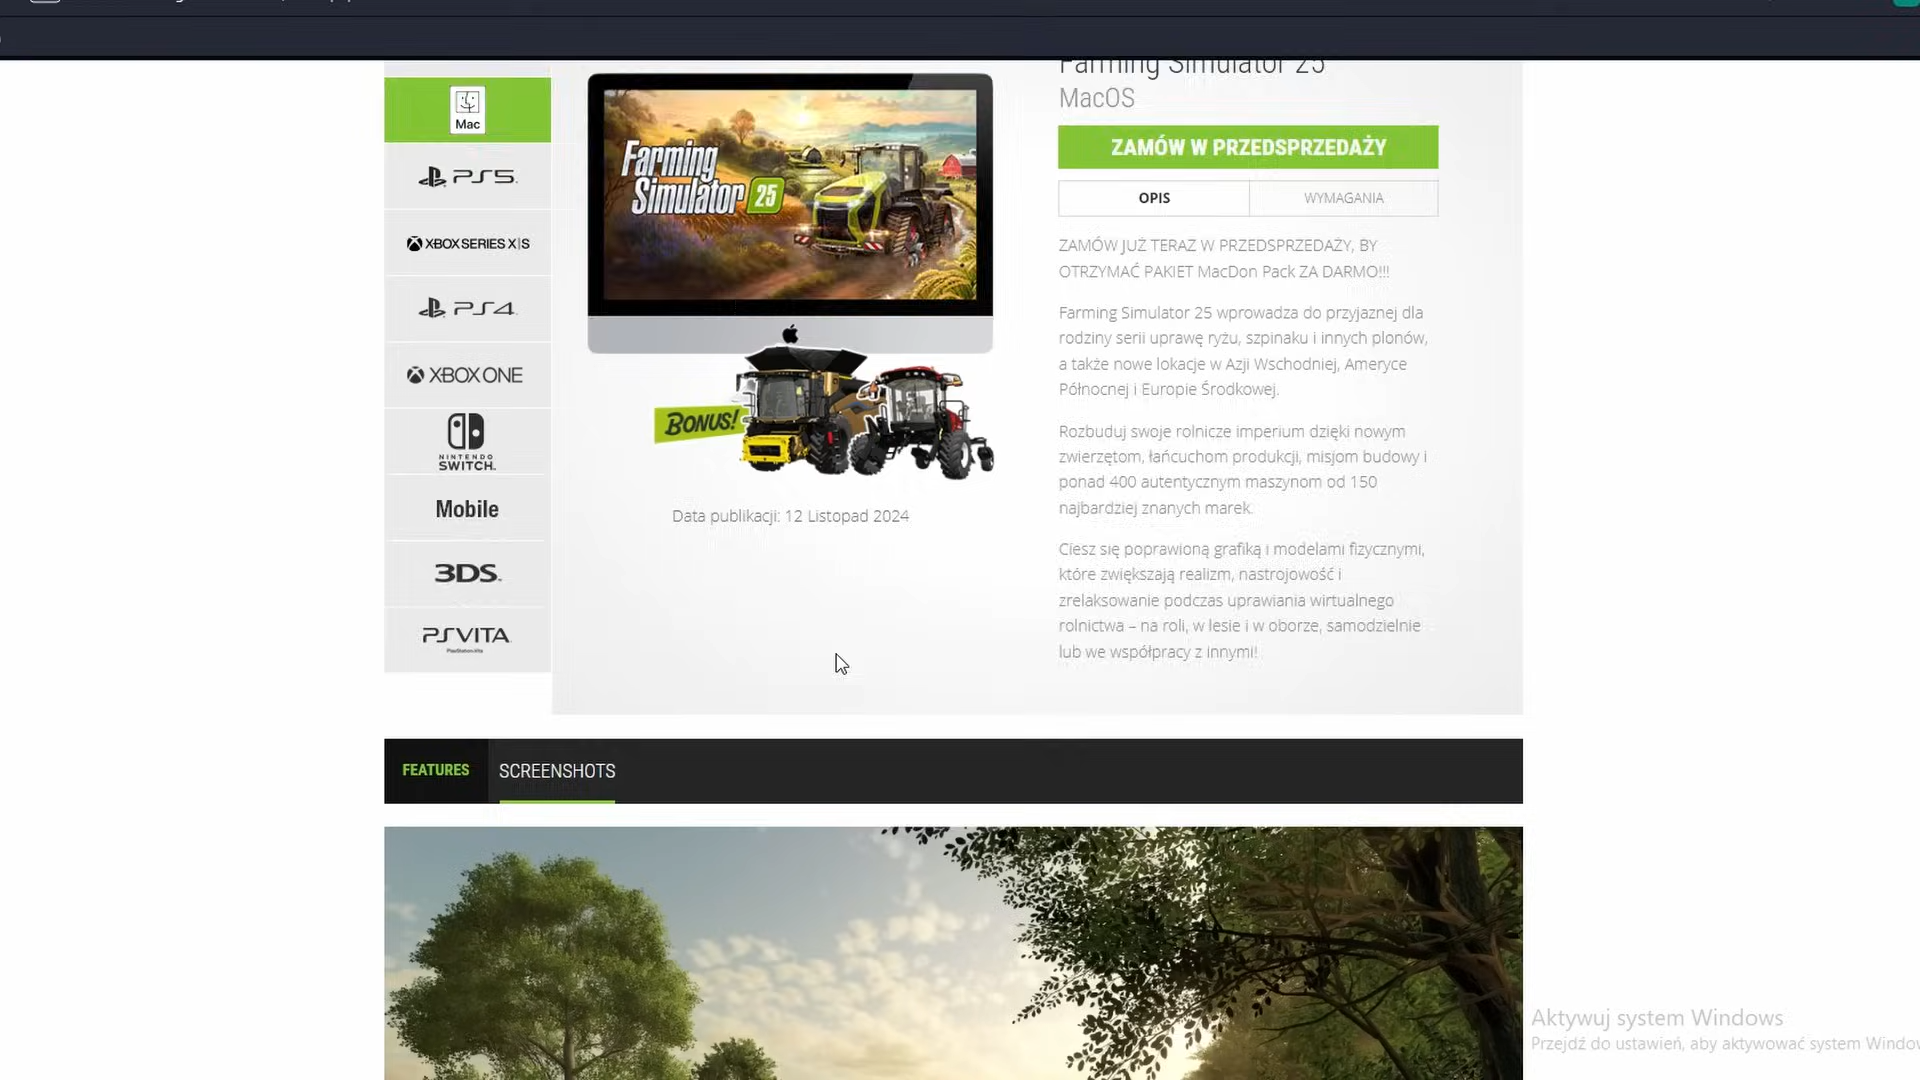 Farming Simulator 25
MacOS
Mac
PS5
XBOX SERIES X|S
PS4
XBOX ONE
NINTENDO
SWITCH
Mobile
3DS
PSVITA
PlayStation Vita
Farming
Simulator 25
BONUS!
Data publikacji: 12 Listopad 2024
ZAMÓW W PRZEDSPRZEDAŻY
OPIS WYMAGANIA
ZAMÓW JUŻ TERAZ W PRZEDSPRZEDAŻY, BY
OTRZYMAĆ PAKIET MacDon Pack ZA DARMO!!!
Farming Simulator 25 wprowadza do przyjaznej dla
rodziny serii uprawę ryżu, szpinaku i innych plonów,
a także nowe lokacje w Azji Wschodniej, Ameryce
Północnej i Europie Środkowej.
Rozbuduj swoje rolnicze imperium dzięki nowym
zwierzętom, łańcuchom produkcji, misjom budowy i
ponad 400 autentycznym maszynom od 150
najbardziej znanych marek.
Ciesz się poprawioną grafiką i modelami fizycznymi,
które zwiększają realizm, nastrojowość i
zrelaksowanie podczas uprawiania wirtualnego
rolnictwa – na roli, w lesie i w oborze, samodzielnie
lub we współpracy z innymi!
FEATURES SCREENSHOTS
Aktywuj system Windows
Przejdź do ustawień, aby aktywować system Window